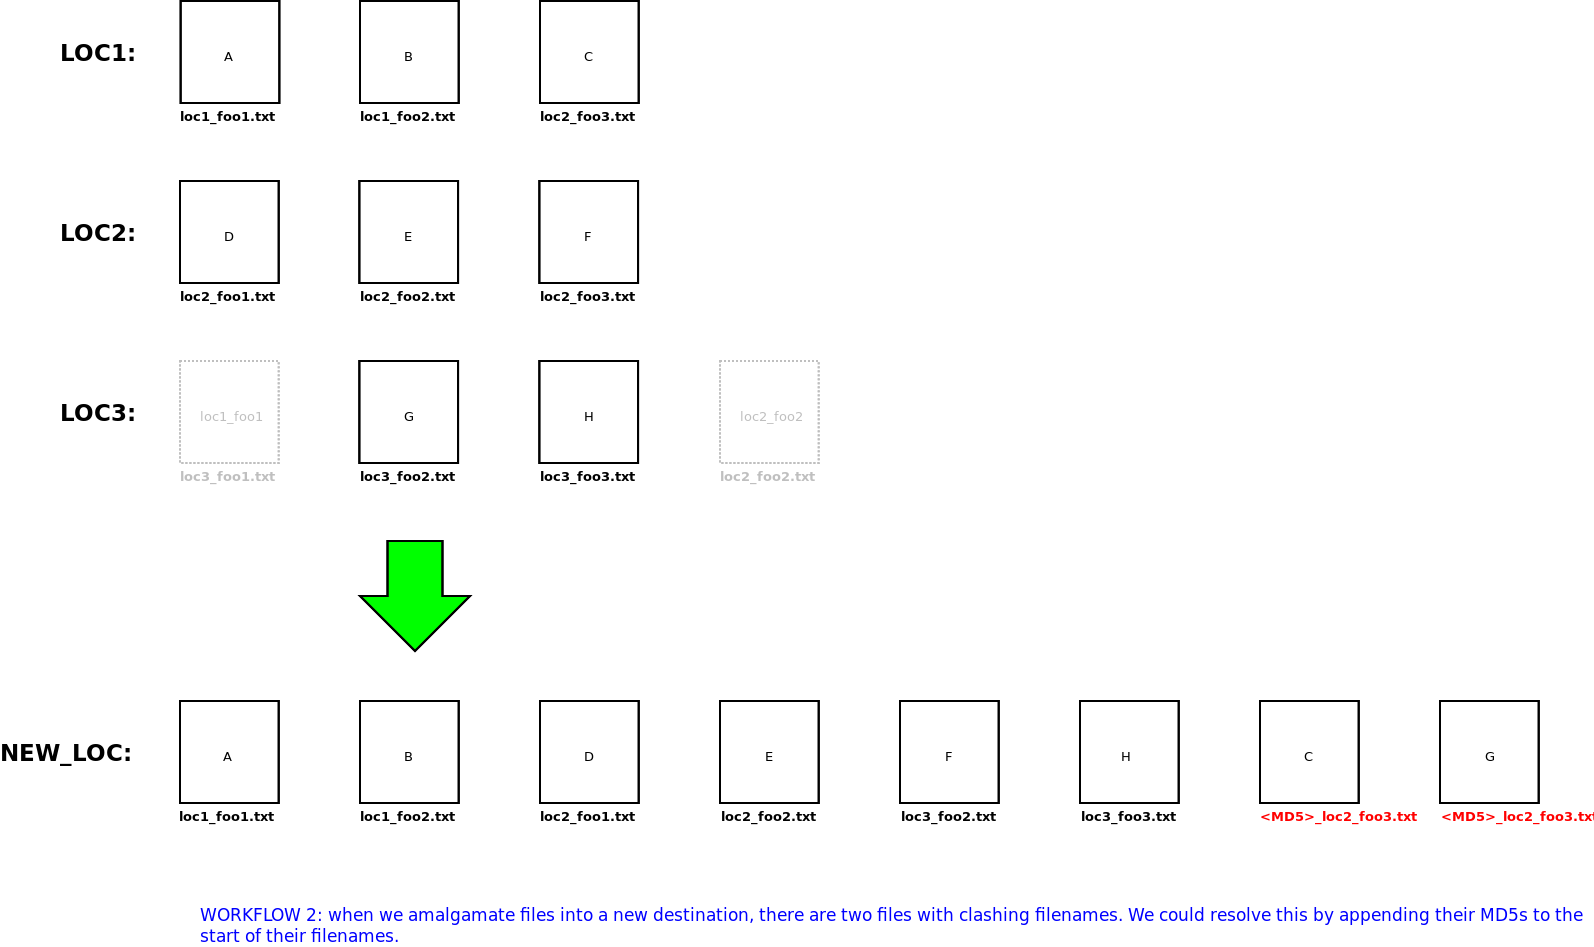 LOC1:
A
B
C
loc1_foo1.txt
loc1_foo2.txt
loc2_foo3.txt
LOC2:
D
E
F
loc2_foo1.txt
loc2_foo2.txt
loc2_foo3.txt
LOC3:
loc1_foo1
G
H
loc2_foo2
loc3_foo1.txt
loc3_foo2.txt
loc3_foo3.txt
loc2_foo2.txt
NEW_LOC:
A
B
D
E
F
H
C
G
loc1_foo1.txt
loc1_foo2.txt
loc2_foo1.txt
loc2_foo2.txt
loc3_foo2.txt
loc3_foo3.txt
<MD5>_loc2_foo3.txt
<MD5>_loc2_foo3.txt
WORKFLOW 2: when we amalgamate files into a new destination, there are two files with clashing filenames. We could resolve this by appending their MD5s to the
start of their filenames.